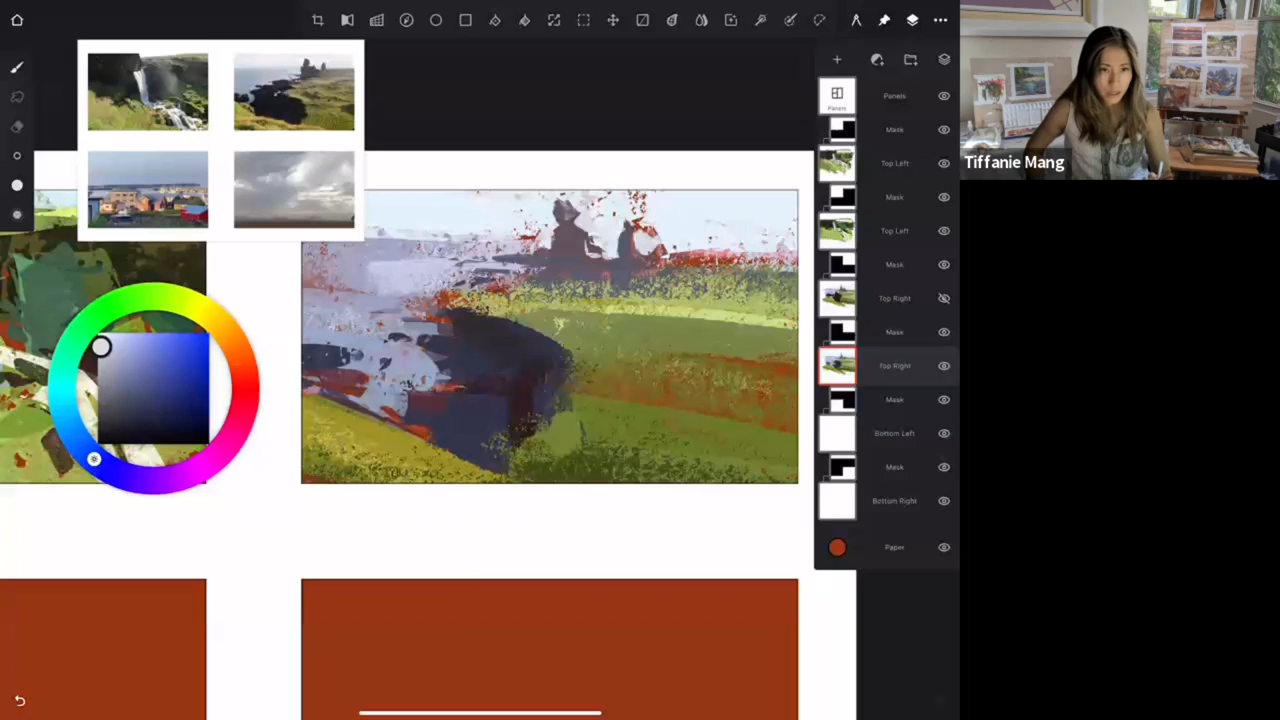 Panels
Panels
Mask
Top Left
Mask
Top Left
Mask
Top Right
Mask
Top Right
Mask
Bottom Left
Mask
Bottom Right
Paper
Tiffanie Mang